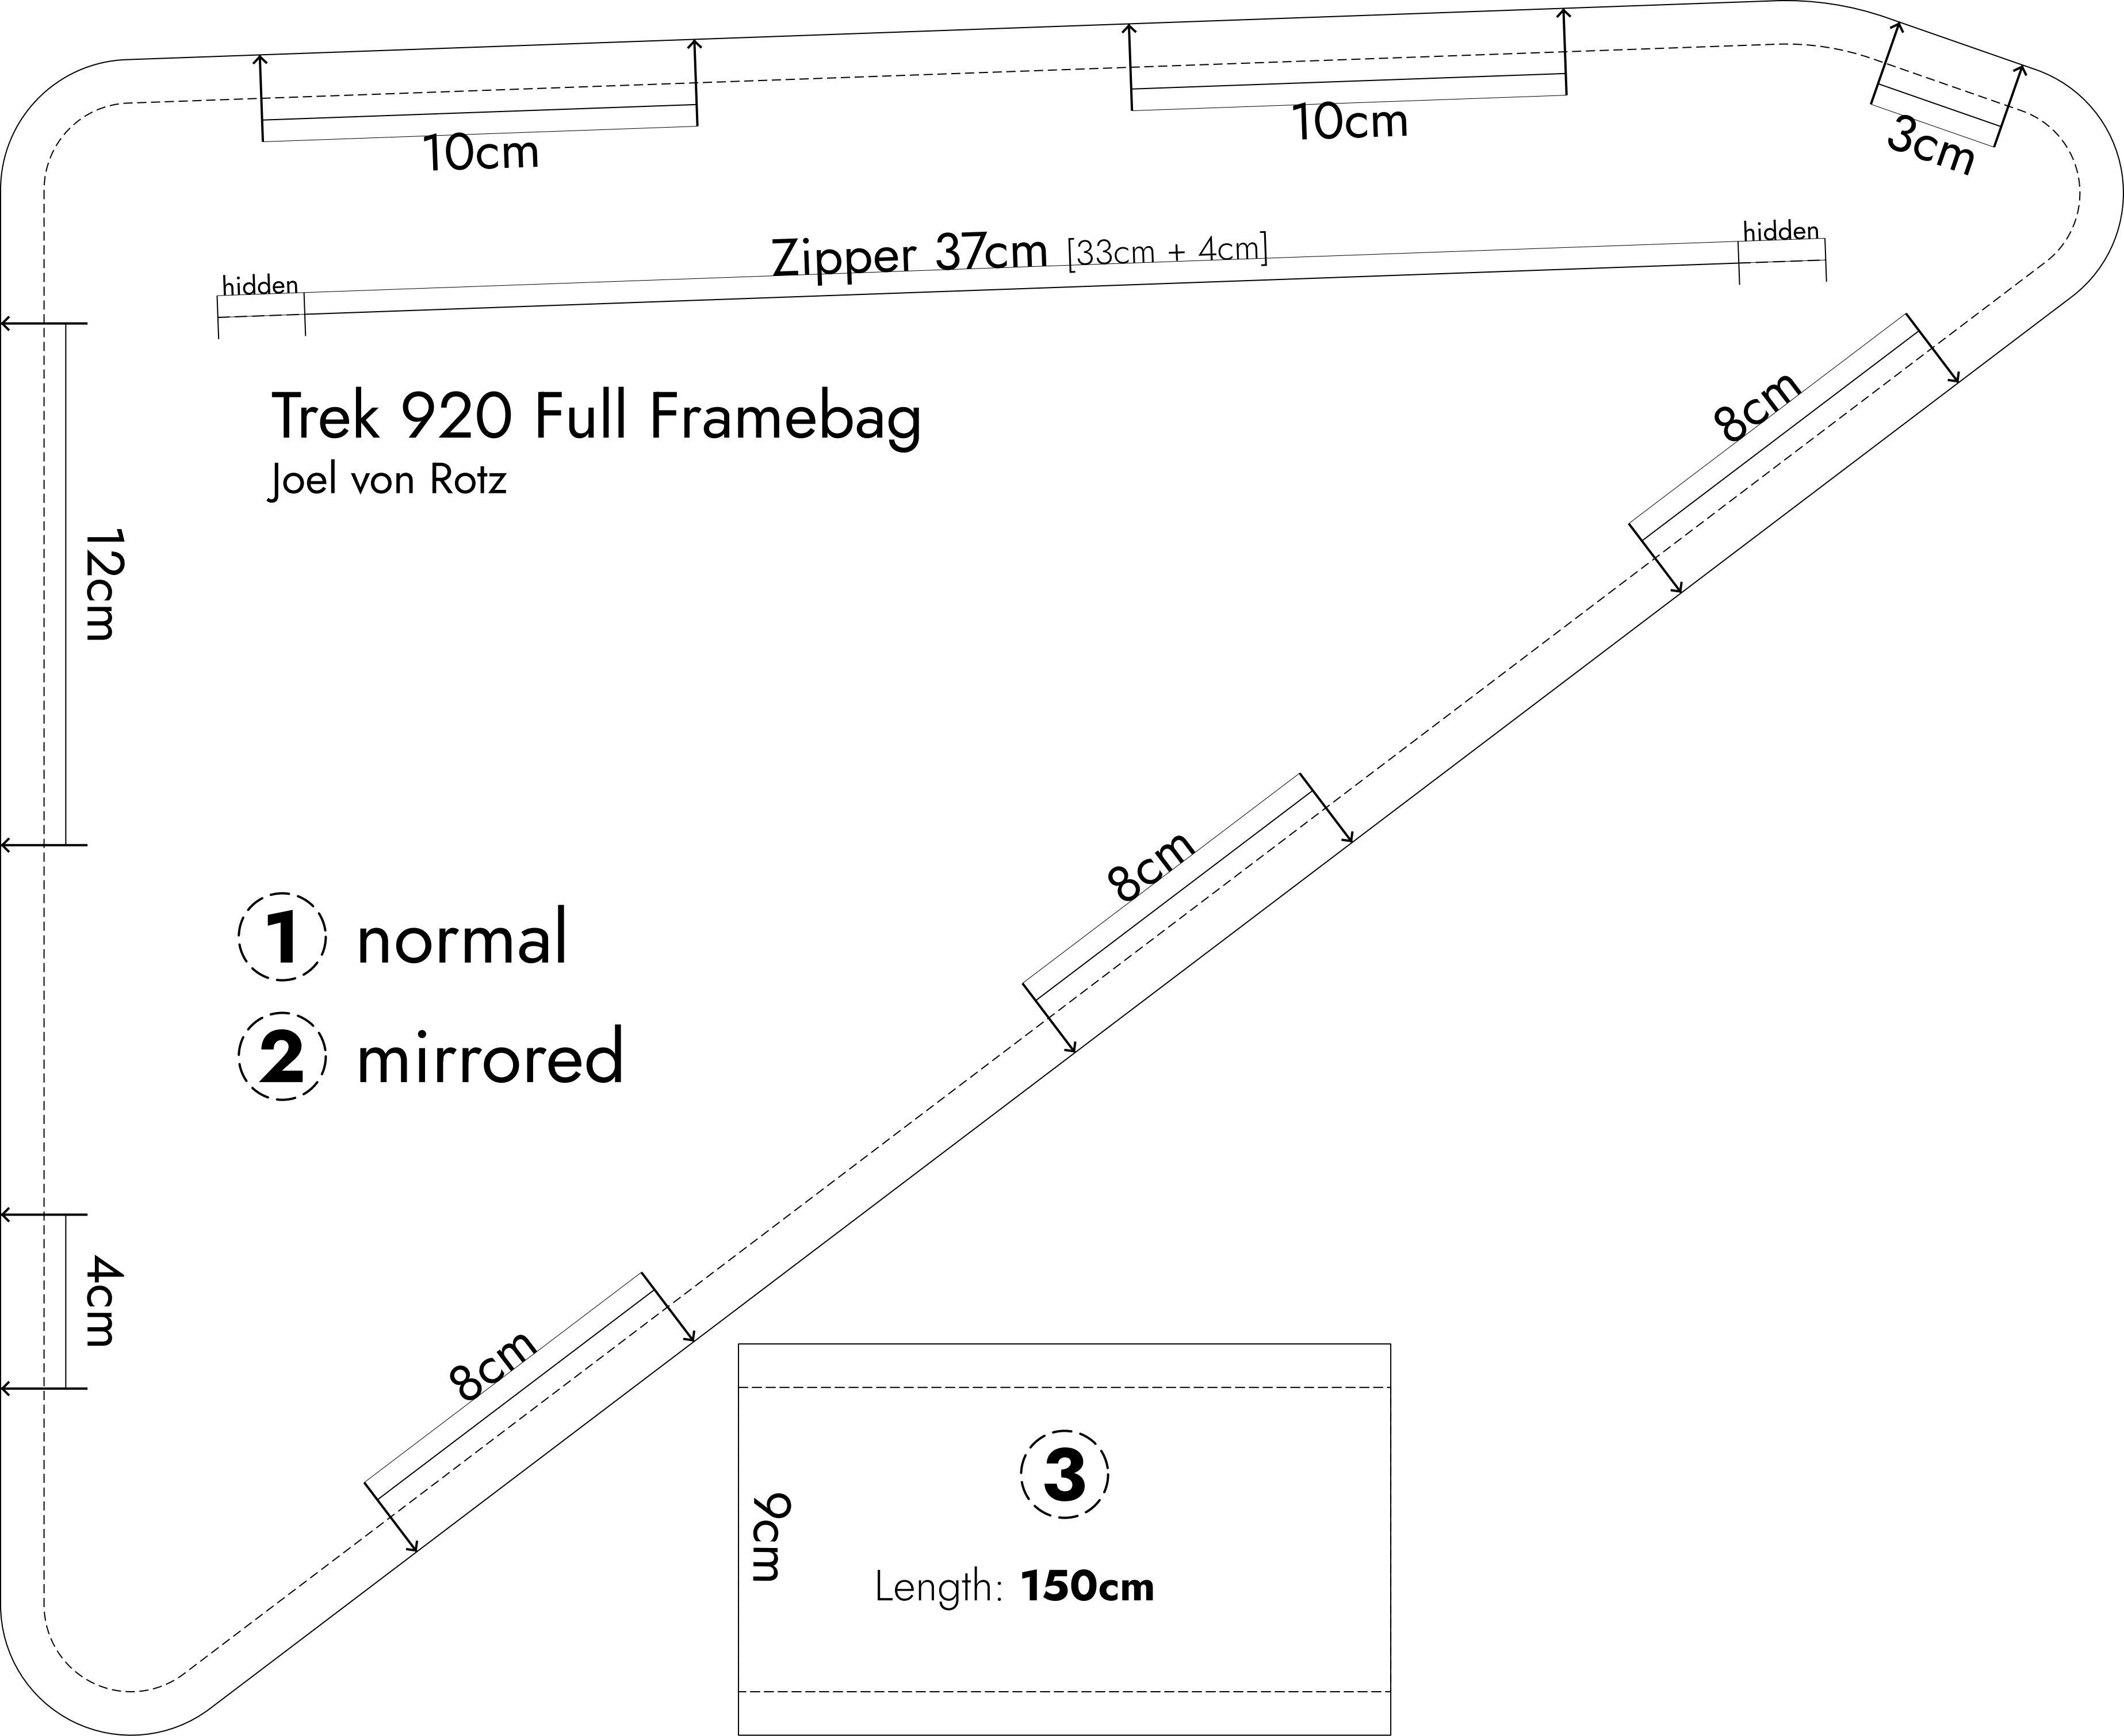 10cm
10cm
3cm
Zipper 37cm [33cm + 4cm]
hidden
hidden
Trek 920 Full Framebag
Joel von Rotz
12cm
8cm
8cm
1 normal
2 mirrored
4cm
8cm
3
9cm
Length: 150cm